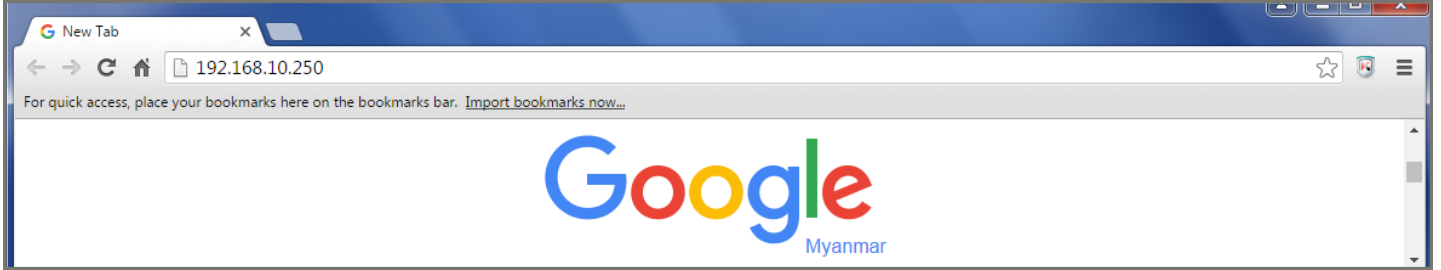 New Tab
192.168.10.250
For quick access, place your bookmarks here on the bookmarks bar. Import bookmarks now...
Google
Myanmar